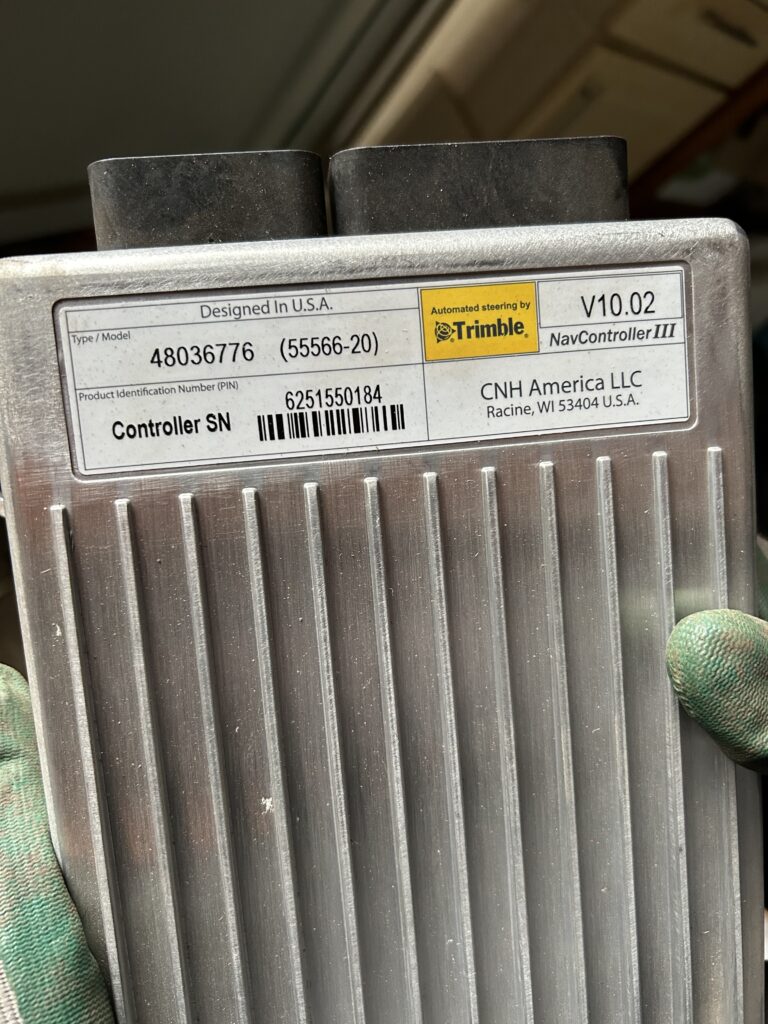 Designed In U.S.A.
Type / Model
48036776 (55566-20)
Product Identification Number (PIN)
Controller SN
6251550184
Automated steering by
Trimble®
V10.02
NavController III
CNH America LLC
Racine, WI 53404 U.S.A.